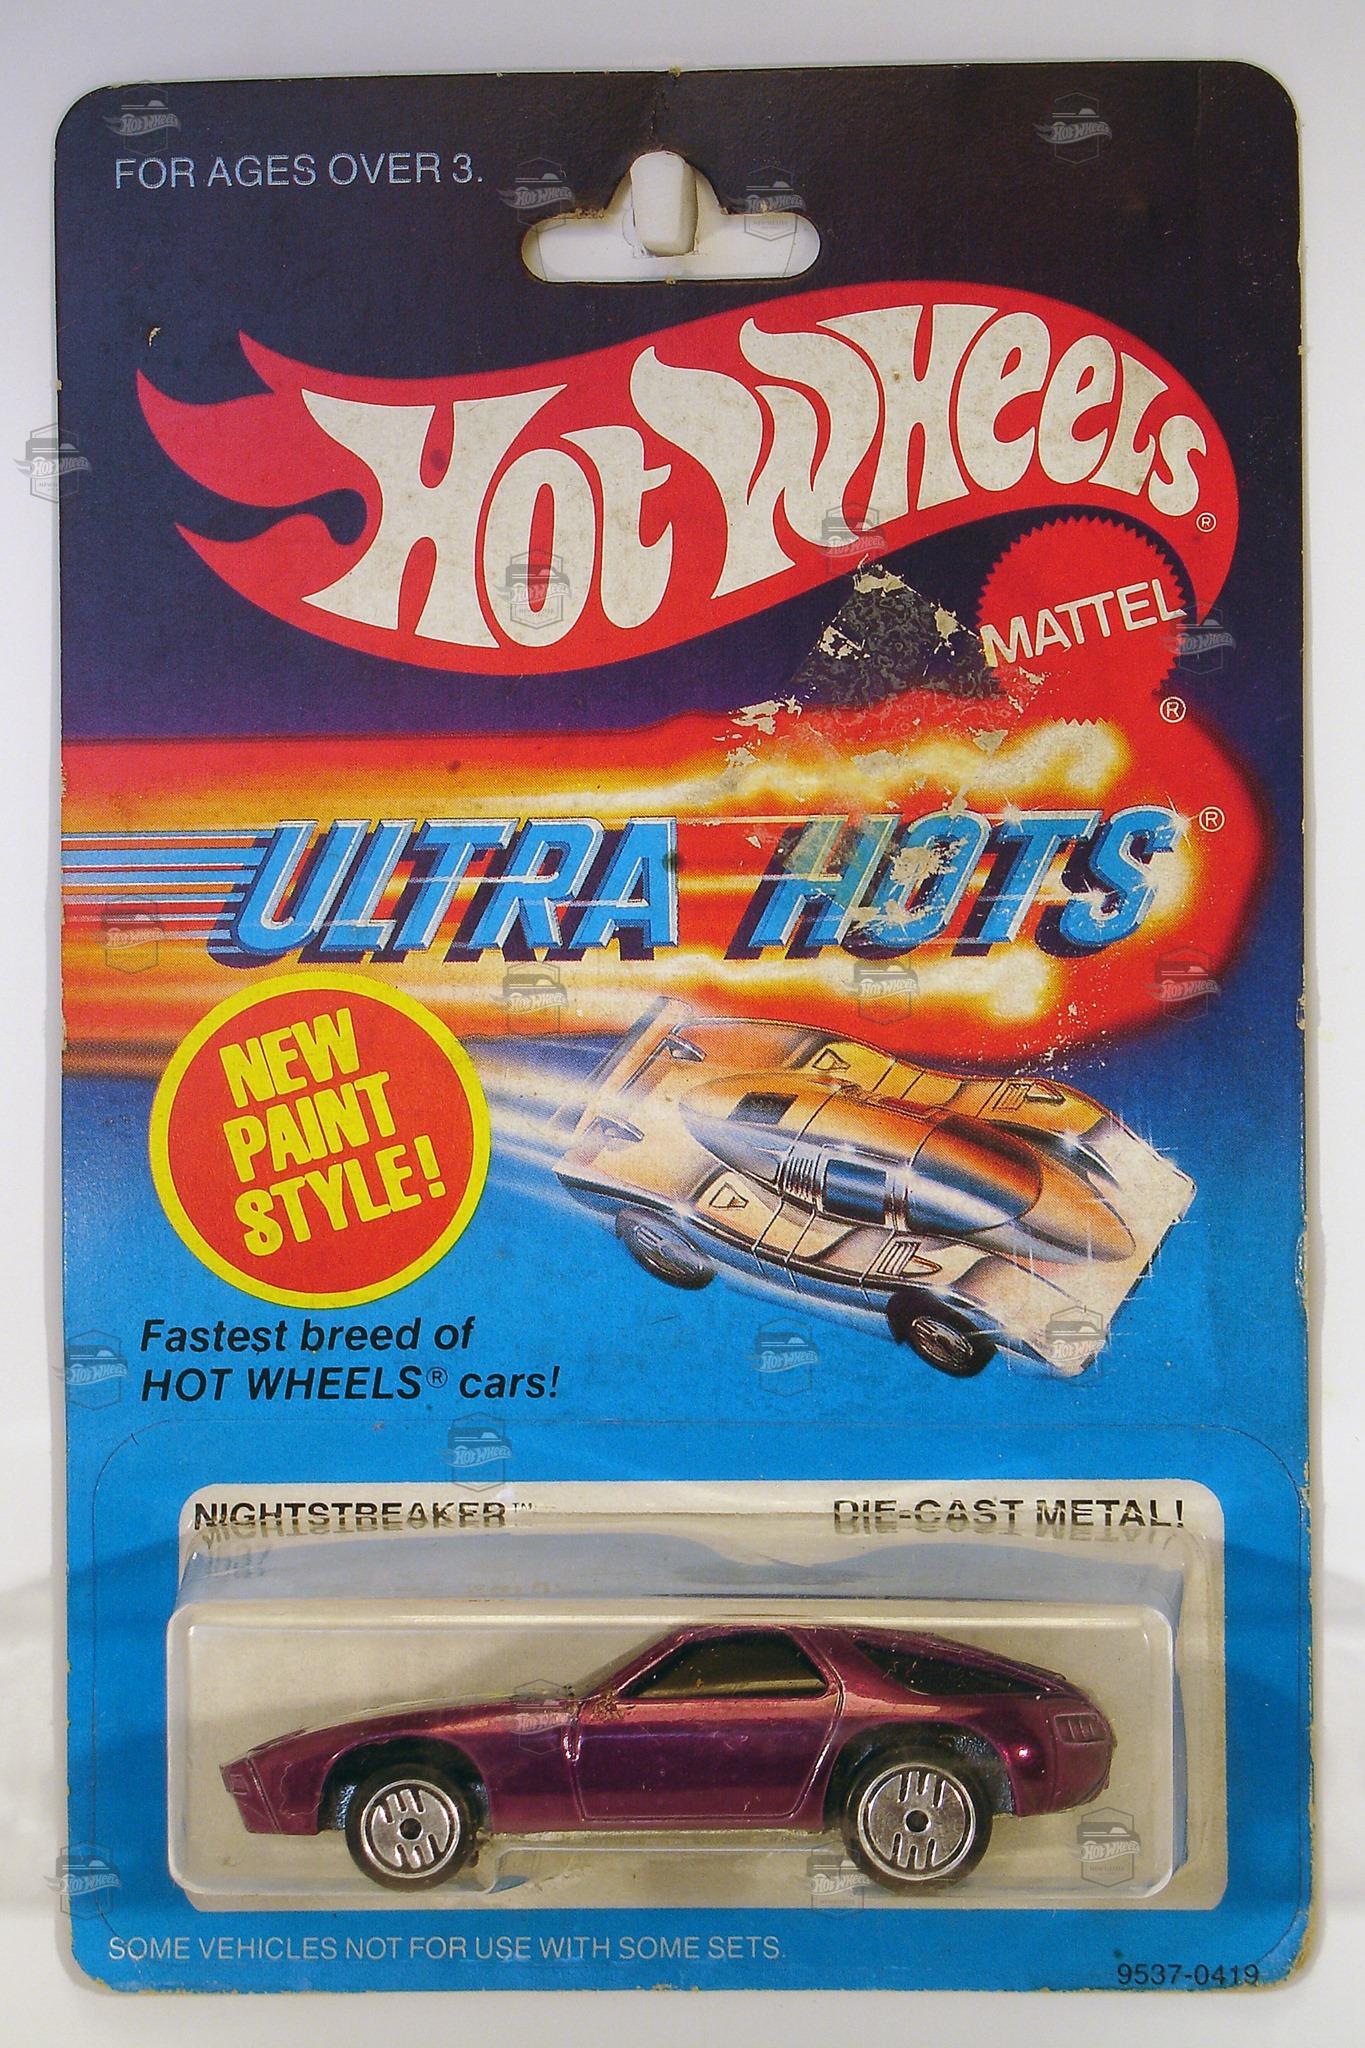 FOR AGES OVER 3.
HOT WHEELS®
MATTEL
®
ULTRA HOTS®
NEW
PAINT
STYLE!
Fastest breed of
HOT WHEELS® cars!
NIGHTSTREAKER™ DIE-CAST METAL!
SOME VEHICLES NOT FOR USE WITH SOME SETS.
9537-0419